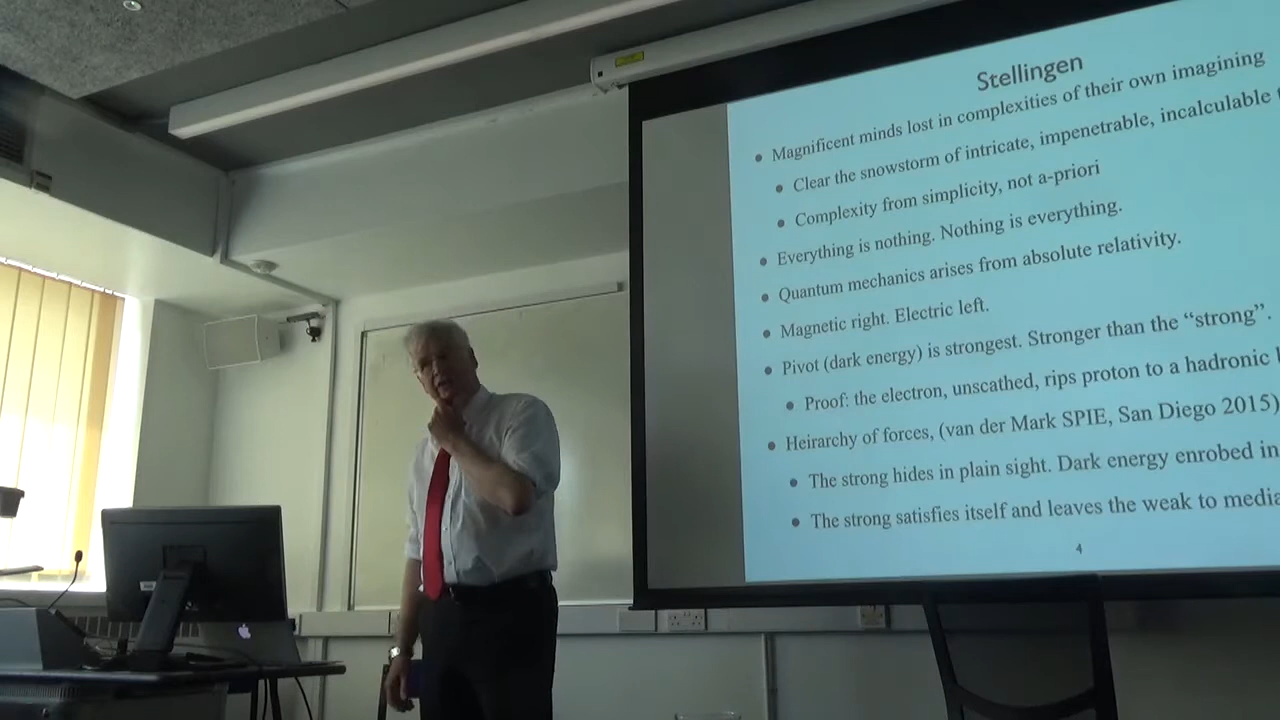 Stellingen
• Magnificent minds lost in complexities of their own imagining
• Clear the snowstorm of intricate, impenetrable, incalculable
• Complexity from simplicity, not a-priori
• Everything is nothing. Nothing is everything.
• Quantum mechanics arises from absolute relativity.
• Magnetic right. Electric left.
• Pivot (dark energy) is strongest. Stronger than the “strong”.
• Proof: the electron, unscathed, rips proton to a hadronic
• Heirarchy of forces, (van der Mark SPIE, San Diego 2015)
• The strong hides in plain sight. Dark energy enrobed in
• The strong satisfies itself and leaves the weak to media
4